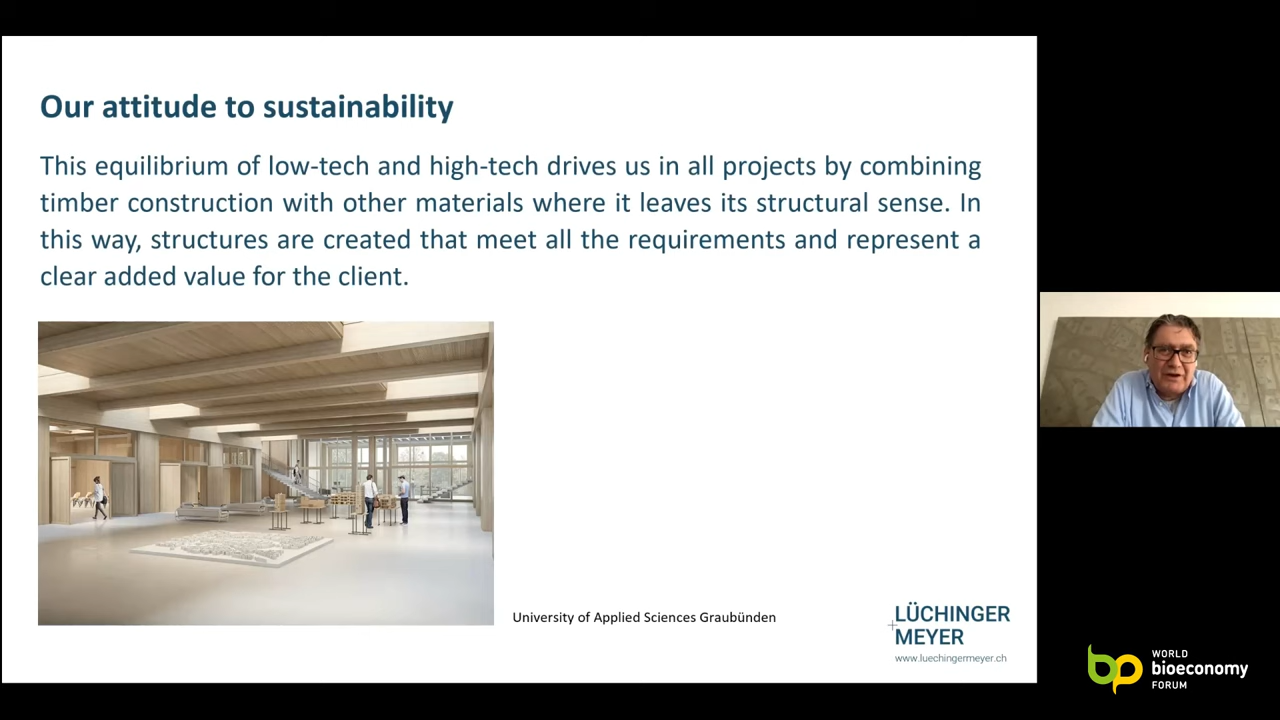 Our attitude to sustainability
This equilibrium of low-tech and high-tech drives us in all projects by combining
timber construction with other materials where it leaves its structural sense. In
this way, structures are created that meet all the requirements and represent a
clear added value for the client.
University of Applied Sciences Graubünden
LÜCHINGER
MEYER
www.luechingermeyer.ch
bp
WORLD
bioeconomy
FORUM